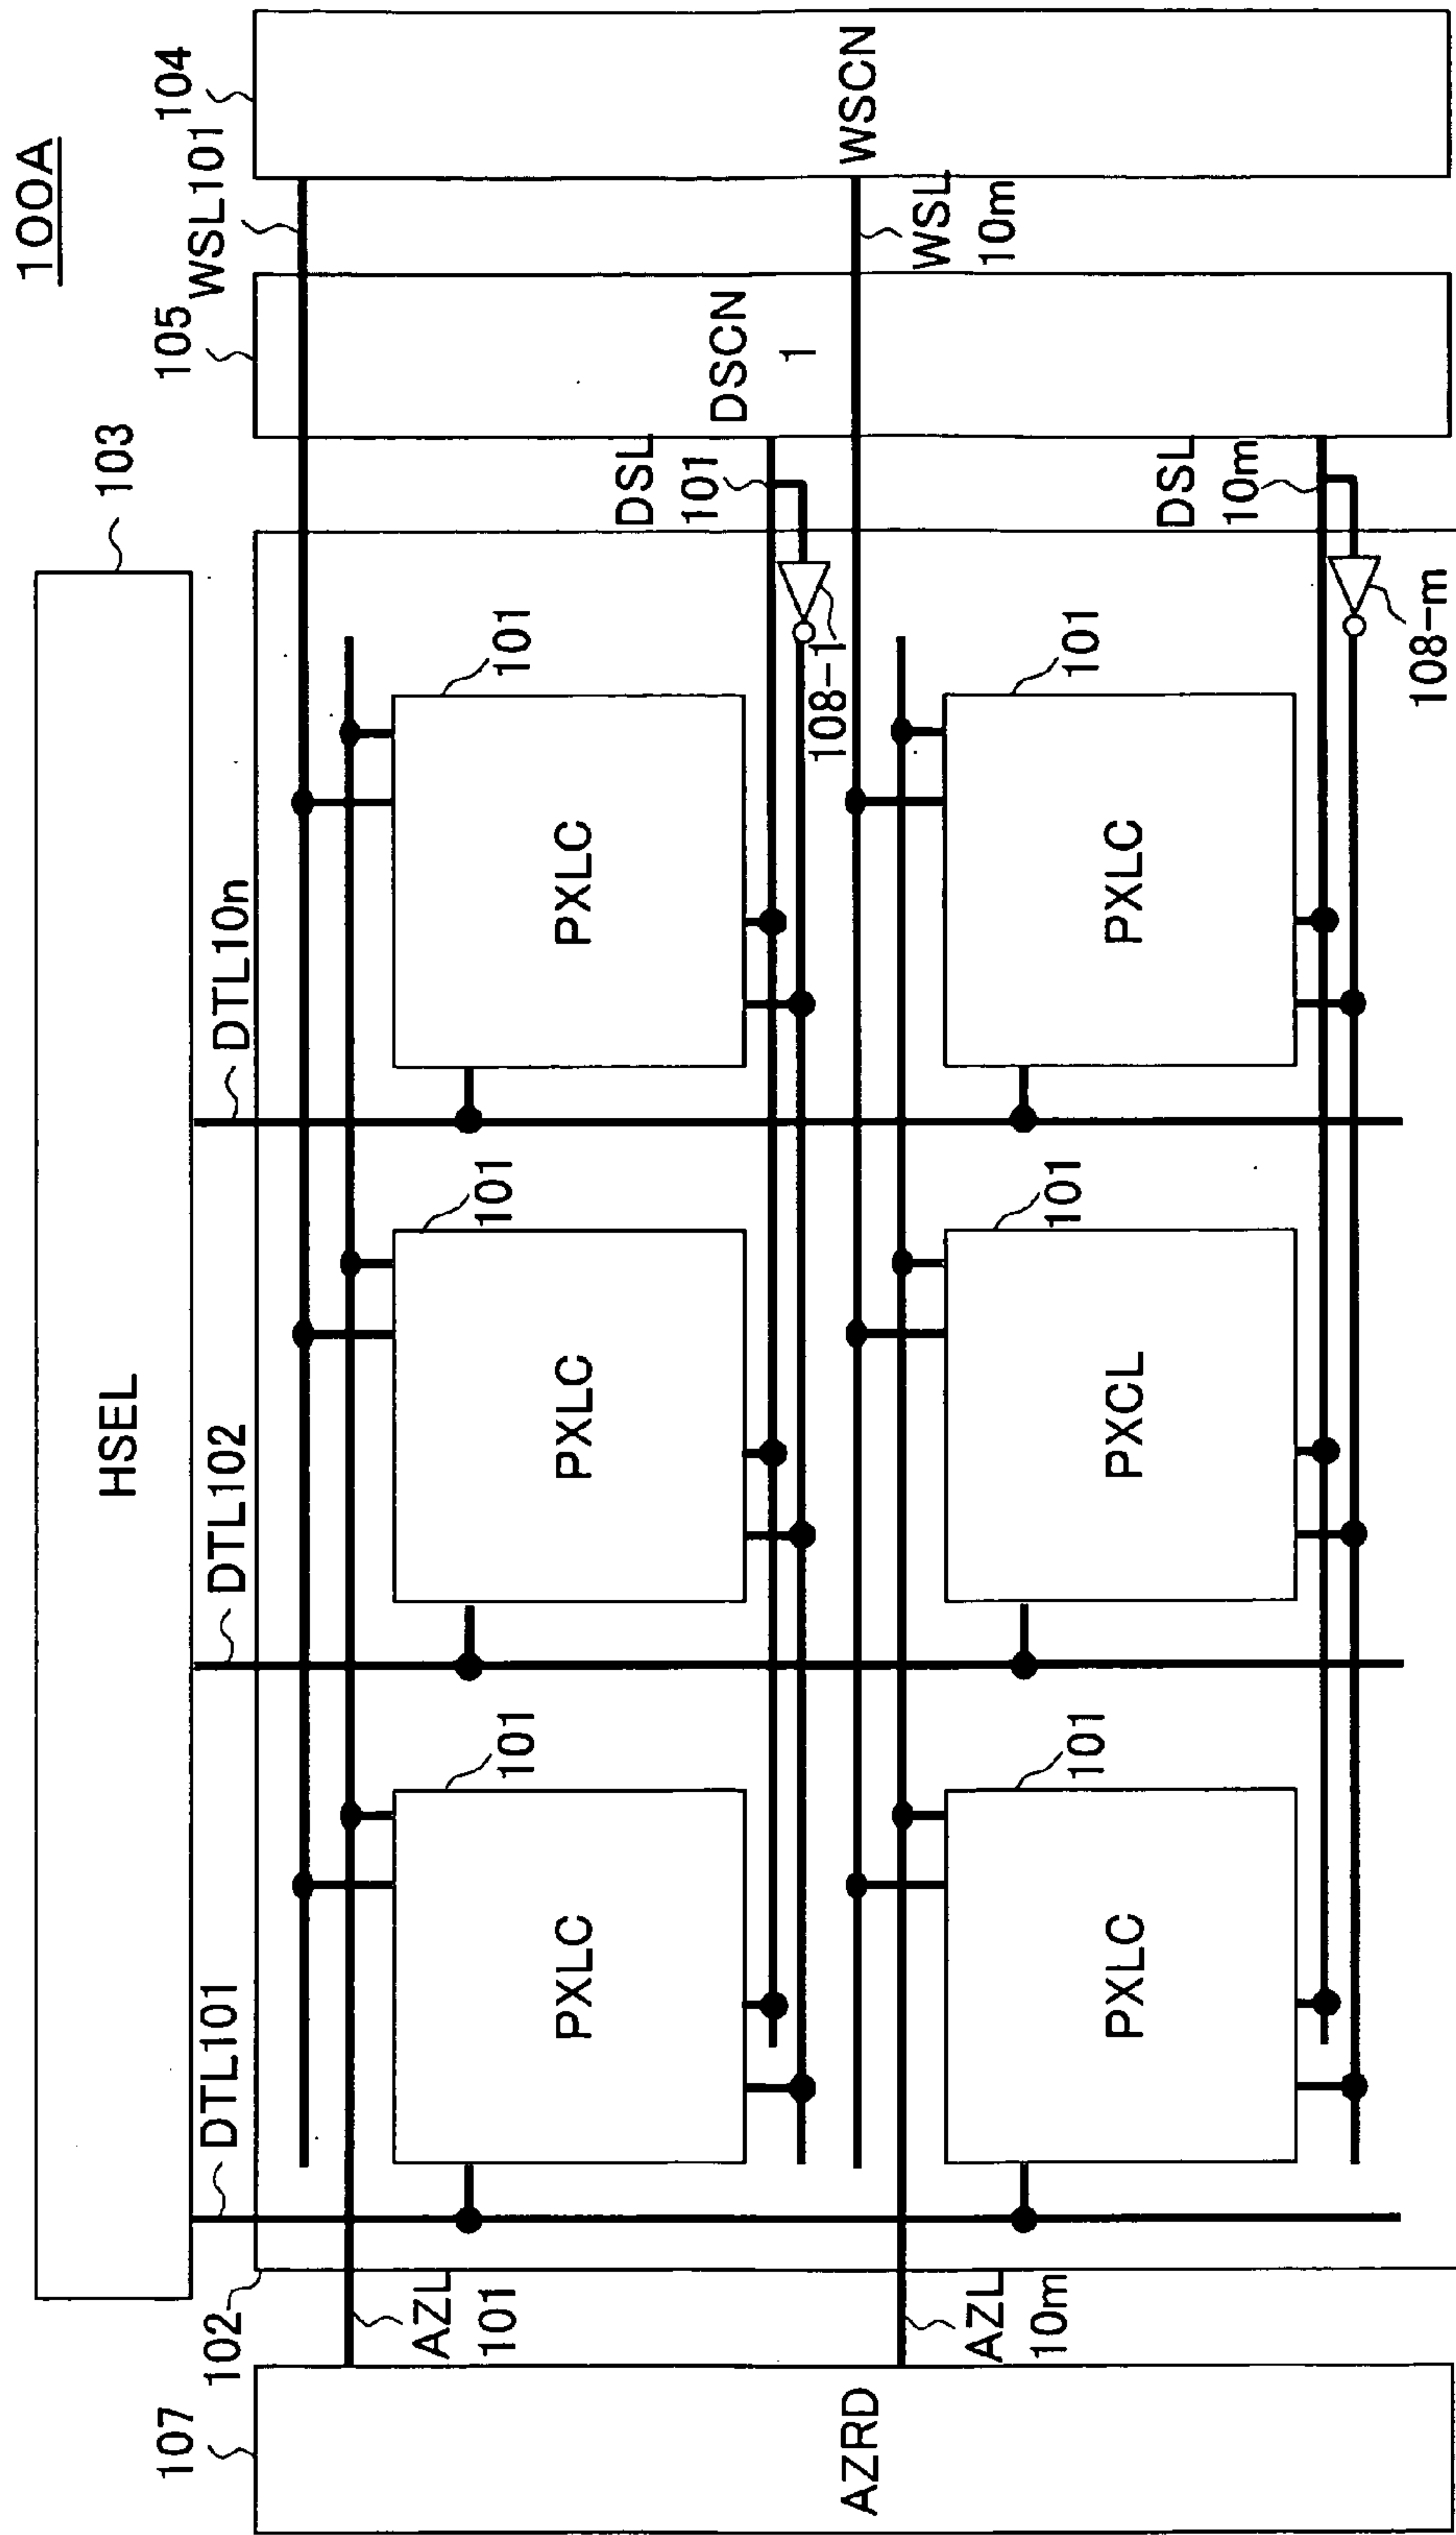 100A
103
HSEL
107
102
DTL101
DTL102
DTL10n
105
WSL101
104
AZL
101
101
101
101
PXLC
PXLC
PXLC
DSL
101
108-1
AZRD
DSCN
1
WSCN
WSL
10m
AZL
10m
101
101
101
PXLC
PXCL
PXLC
DSL
10m
108-m